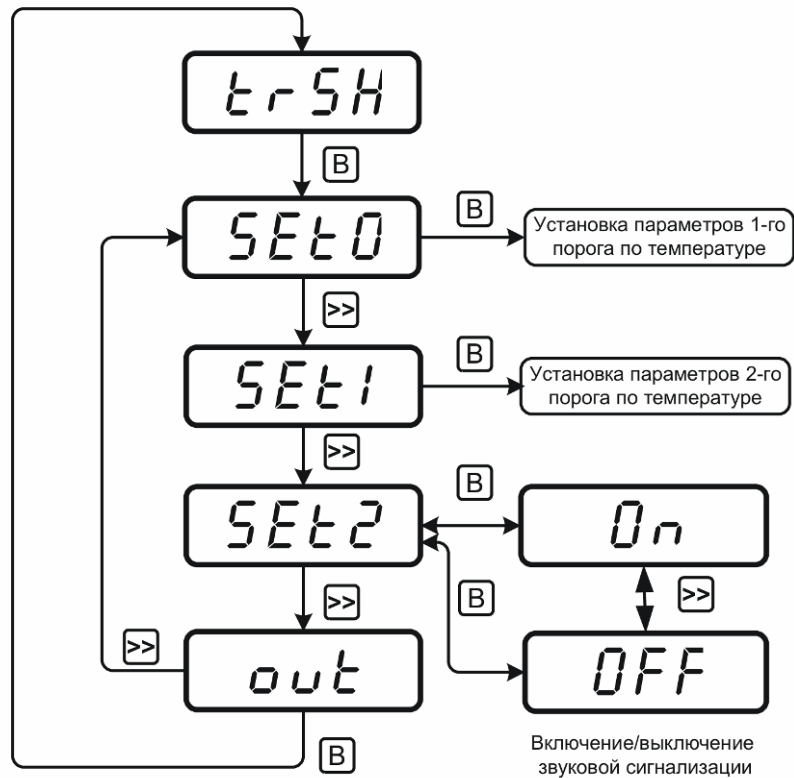 trSH
B
SEt0
B
Установка параметров 1-го
порога по температуре
>>
SEt1
B
Установка параметров 2-го
порога по температуре
>>
SEt2
B
On
>>
B
>>
>>
out
OFF
B
Включение/выключение
звуковой сигнализации